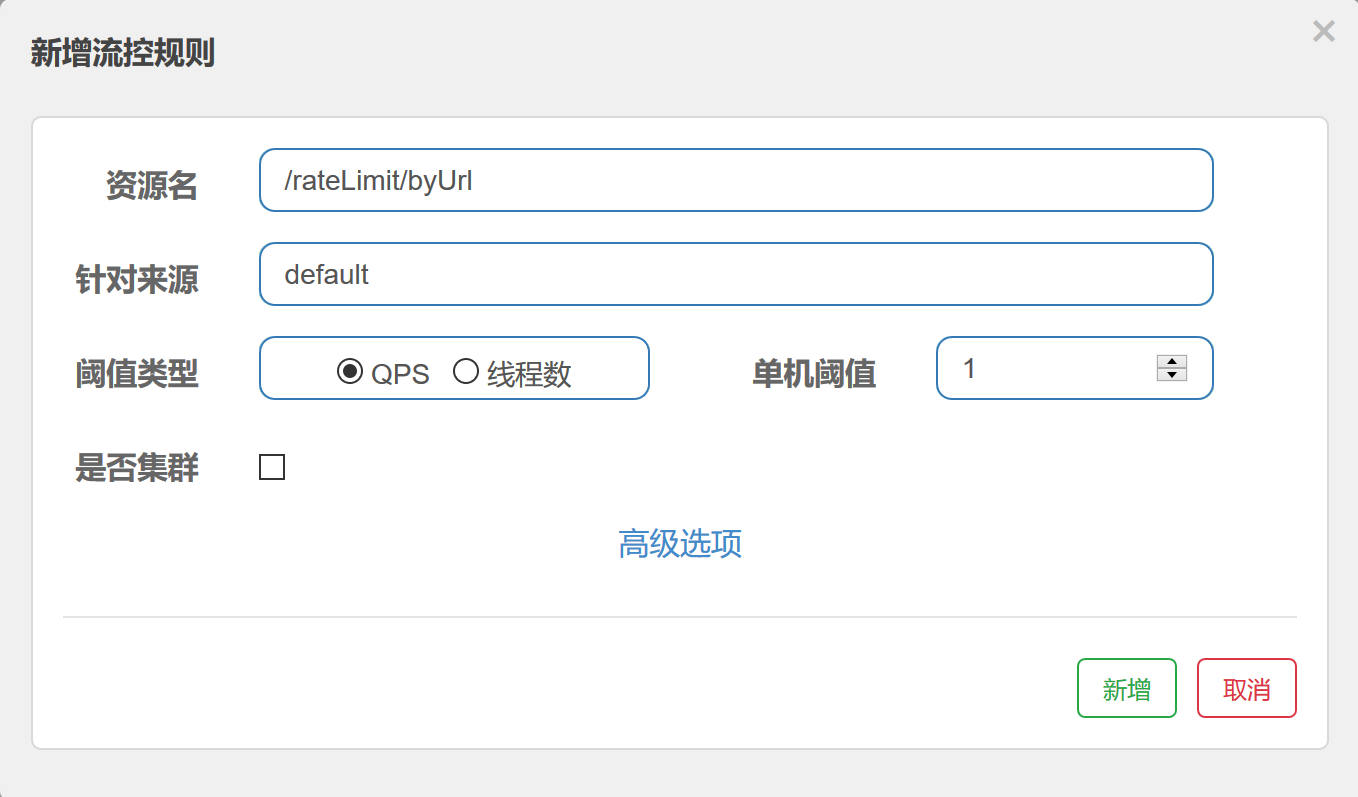 新增流控规则
资源名 /rateLimit/byUrl
针对来源 default
阈值类型 QPS 线程数 单机阈值 1
是否集群
高级选项
新增 取消